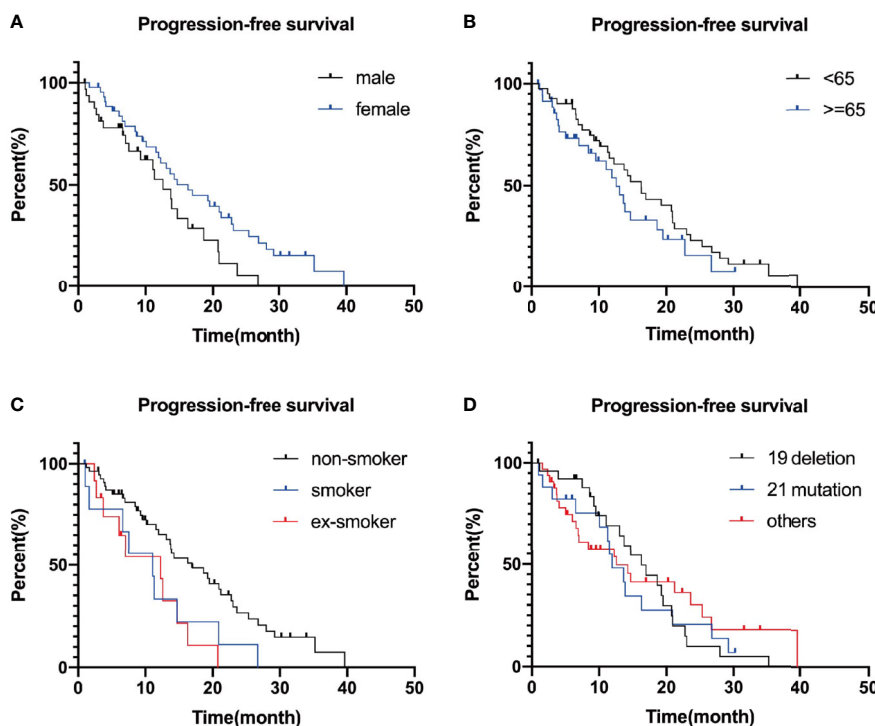 A
Progression-free survival
male
female
100
50
0
Percent(%)
0 10 20 30 40 50
Time(month)
B
Progression-free survival
<65
>=65
100
50
0
Percent(%)
0 10 20 30 40 50
Time(month)
C
Progression-free survival
non-smoker
smoker
ex-smoker
100
50
0
Percent(%)
0 10 20 30 40 50
Time(month)
D
Progression-free survival
19 deletion
21 mutation
others
100
50
0
Percent(%)
0 10 20 30 40 50
Time(month)